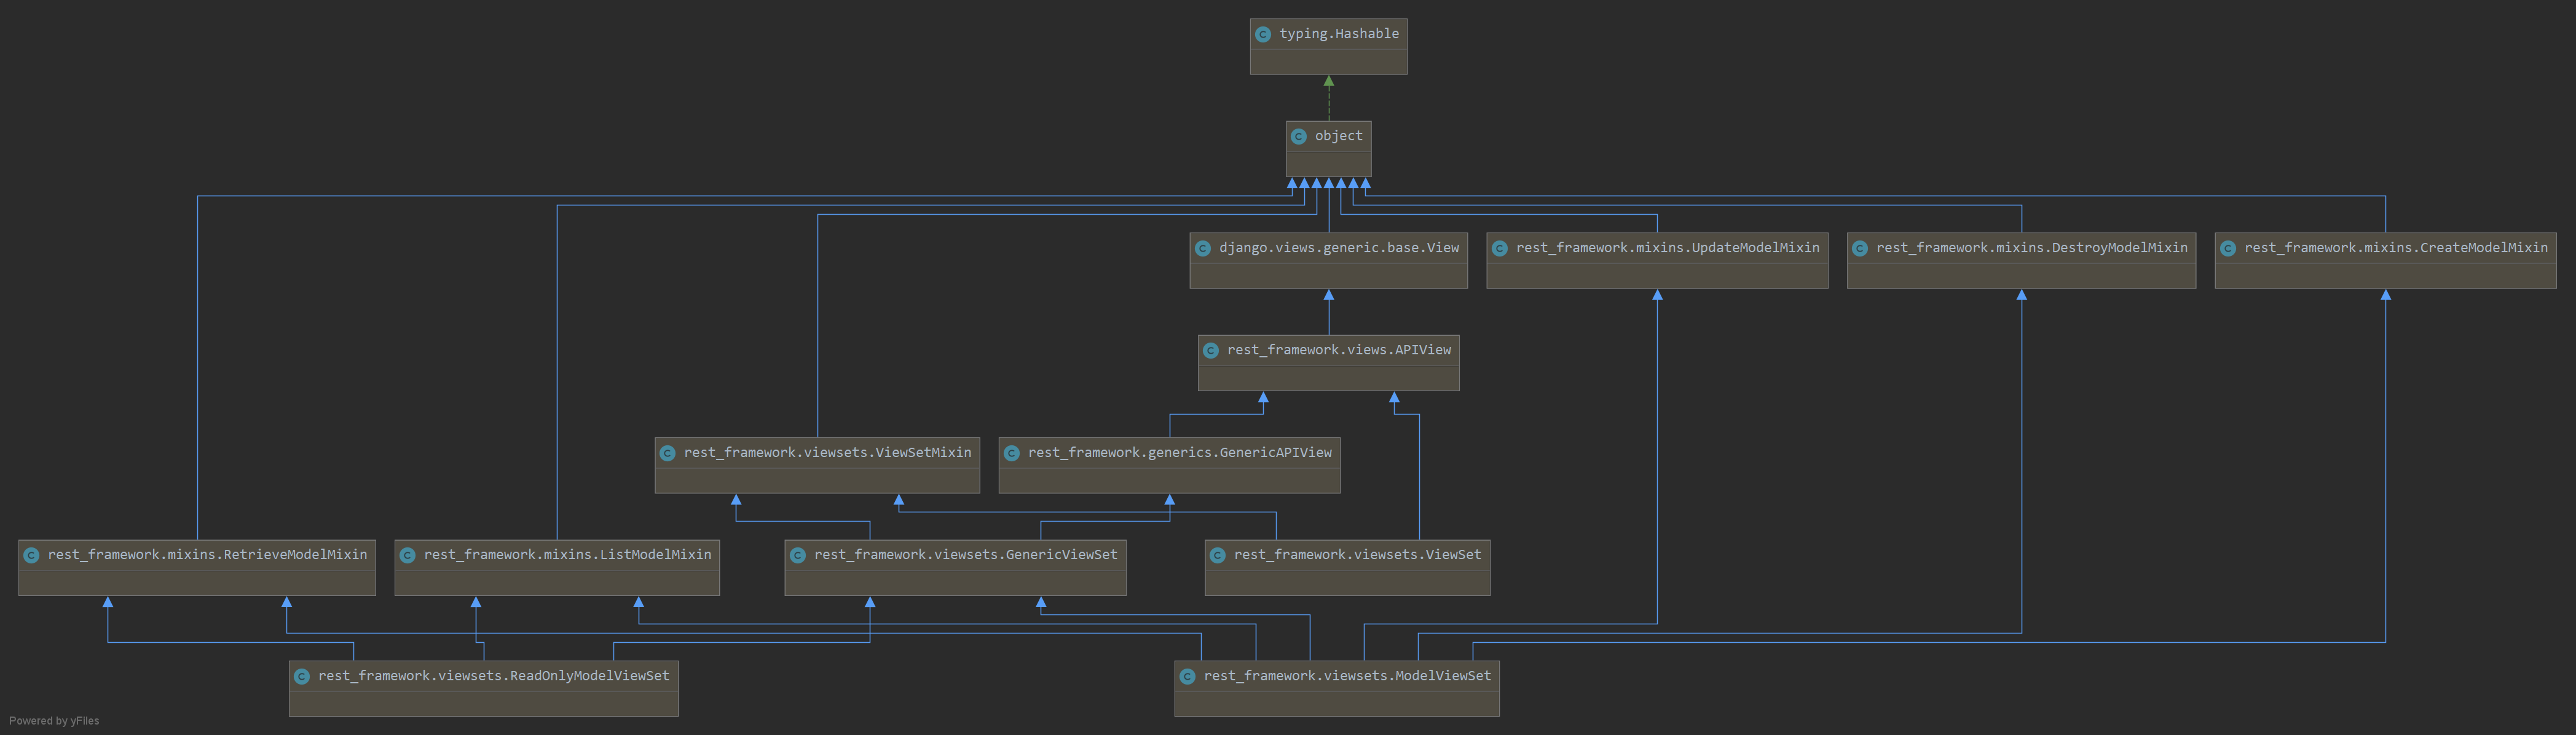 typing.Hashable
object
django.views.generic.base.View
rest_framework.mixins.UpdateModelMixin
rest_framework.mixins.DestroyModelMixin
rest_framework.mixins.CreateModelMixin
rest_framework.views.APIView
rest_framework.viewsets.ViewSetMixin
rest_framework.generics.GenericAPIView
rest_framework.mixins.RetrieveModelMixin
rest_framework.mixins.ListModelMixin
rest_framework.viewsets.GenericViewSet
rest_framework.viewsets.ViewSet
rest_framework.viewsets.ReadOnlyModelViewSet
rest_framework.viewsets.ModelViewSet
Powered by yFiles